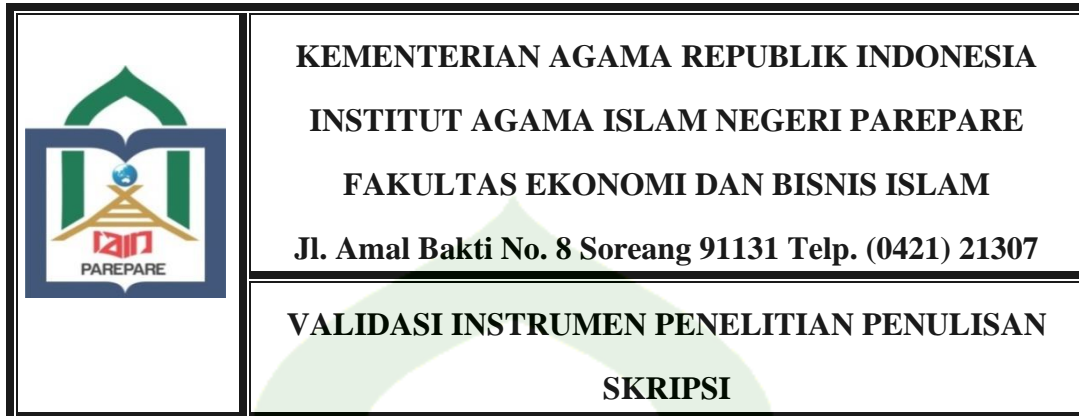 IAIN
PAREPARE
KEMENTERIAN AGAMA REPUBLIK INDONESIA
INSTITUT AGAMA ISLAM NEGERI PAREPARE
FAKULTAS EKONOMI DAN BISNIS ISLAM
Jl. Amal Bakti No. 8 Soreang 91131 Telp. (0421) 21307
VALIDASI INSTRUMEN PENELITIAN PENULISAN
SKRIPSI